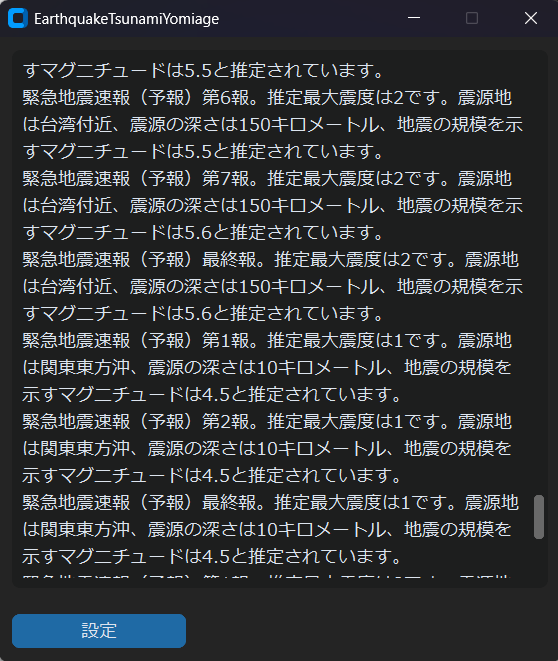 EarthquakeTsunamiYomiage
すマグニチュードは5.5と推定されています。
緊急地震速報（予報）第6報。推定最大震度は2です。震源地
は台湾付近、震源の深さは150キロメートル、地震の規模を示
すマグニチュードは5.5と推定されています。
緊急地震速報（予報）第7報。推定最大震度は2です。震源地
は台湾付近、震源の深さは150キロメートル、地震の規模を示
すマグニチュードは5.6と推定されています。
緊急地震速報（予報）最終報。推定最大震度は2です。震源地
は台湾付近、震源の深さは150キロメートル、地震の規模を示
すマグニチュードは5.6と推定されています。
緊急地震速報（予報）第1報。推定最大震度は1です。震源地
は関東東方沖、震源の深さは10キロメートル、地震の規模を
示すマグニチュードは4.5と推定されています。
緊急地震速報（予報）第2報。推定最大震度は1です。震源地
は関東東方沖、震源の深さは10キロメートル、地震の規模を
示すマグニチュードは4.5と推定されています。
緊急地震速報（予報）最終報。推定最大震度は1です。震源地
は関東東方沖、震源の深さは10キロメートル、地震の規模を
示すマグニチュードは4.5と推定されています。
設定